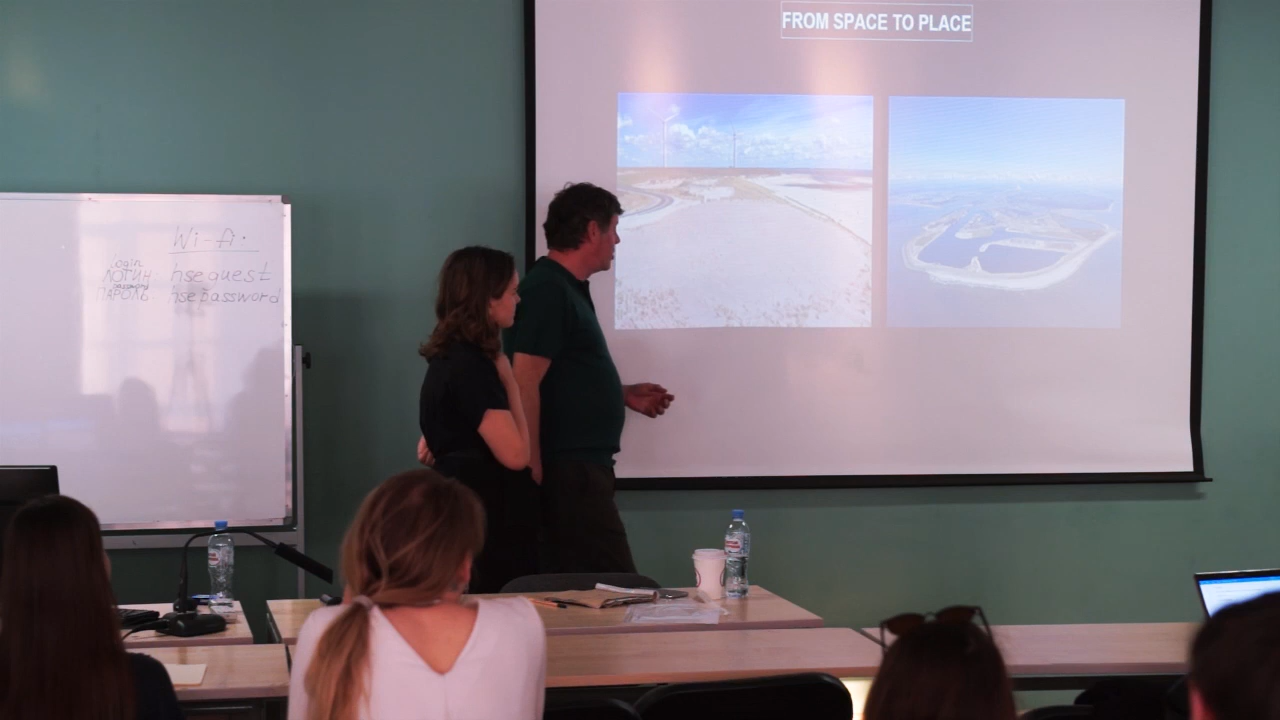 FROM SPACE TO PLACE
Wi-fi.
login
ЛОГИН: hseguest
password
ПАРОЛЬ: hsepassword